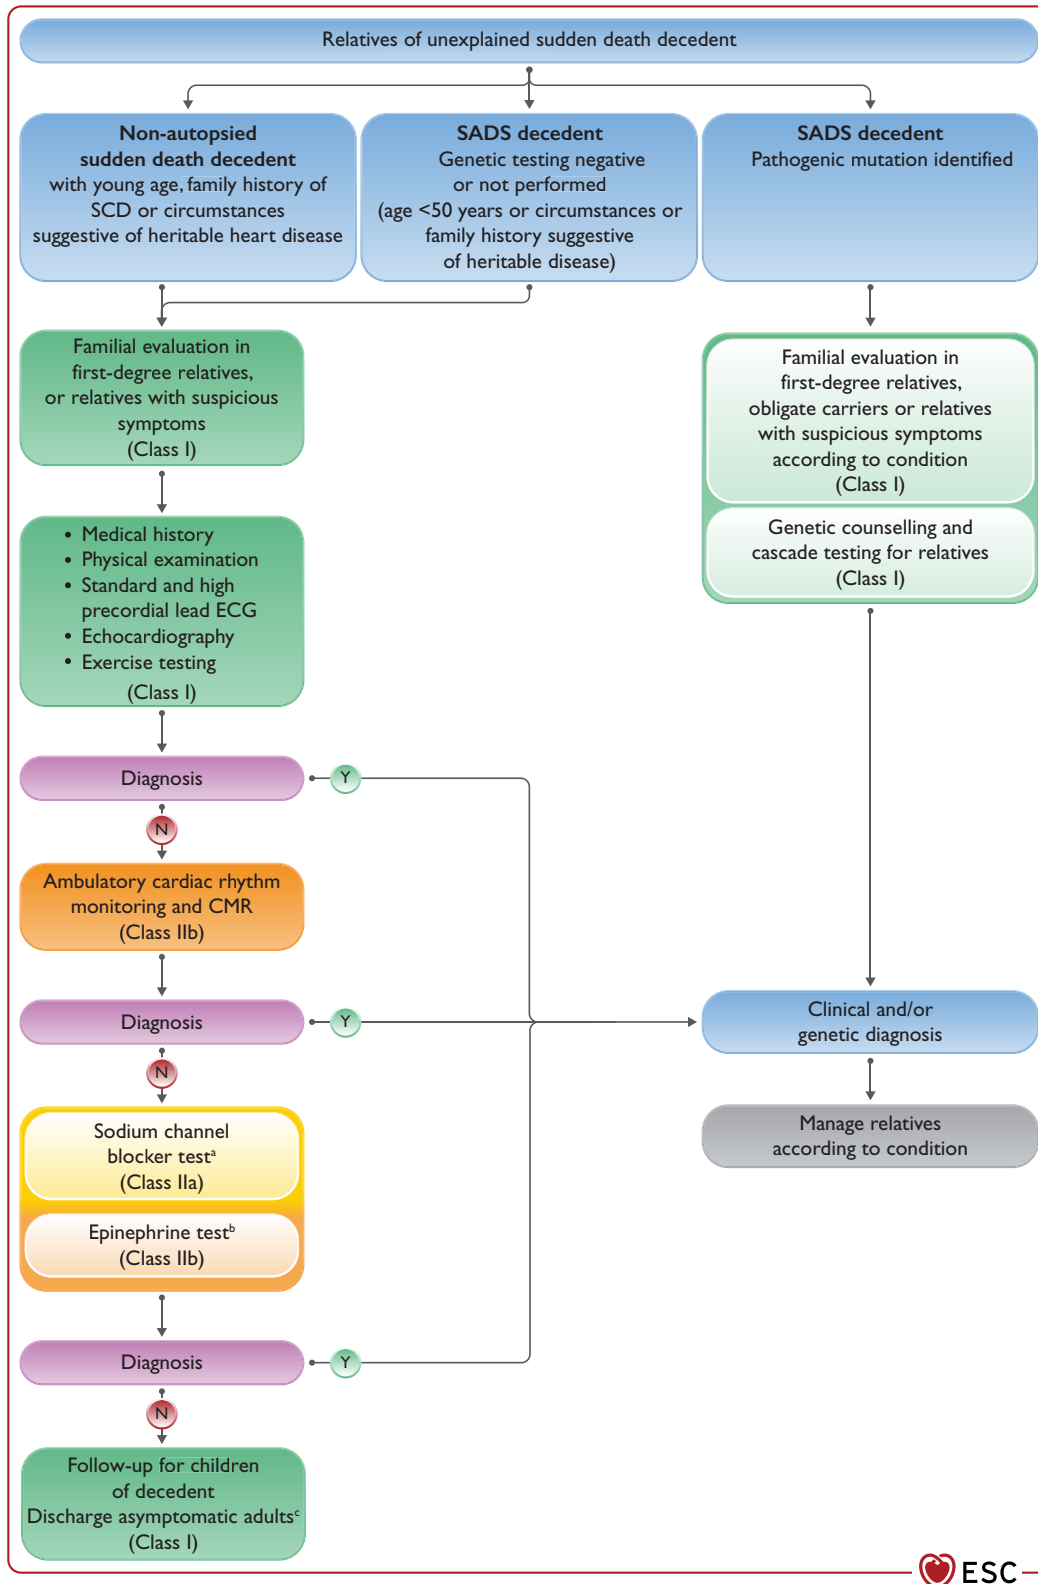 Relatives of unexplained sudden death decedent
Non-autopsied
sudden death decedent
with young age, family history of
SCD or circumstances
suggestive of heritable heart disease
SADS decedent
Genetic testing negative
or not performed
(age <50 years or circumstances or
family history suggestive
of heritable disease)
SADS decedent
Pathogenic mutation identified
Familial evaluation in
first-degree relatives,
or relatives with suspicious
symptoms
(Class I)
Familial evaluation in
first-degree relatives,
obligate carriers or relatives
with suspicious symptoms
according to condition
(Class I)
Genetic counselling and
cascade testing for relatives
(Class I)
• Medical history
• Physical examination
• Standard and high
precordial lead ECG
• Echocardiography
• Exercise testing
(Class I)
Diagnosis
Y
N
Ambulatory cardiac rhythm
monitoring and CMR
(Class IIb)
Diagnosis
Y
Clinical and/or
genetic diagnosis
N
Sodium channel
blocker testᵃ
(Class IIa)
Manage relatives
according to condition
Epinephrine testᵇ
(Class IIb)
Diagnosis
Y
N
Follow-up for children
of decedent
Discharge asymptomatic adultsᶜ
(Class I)
ESC